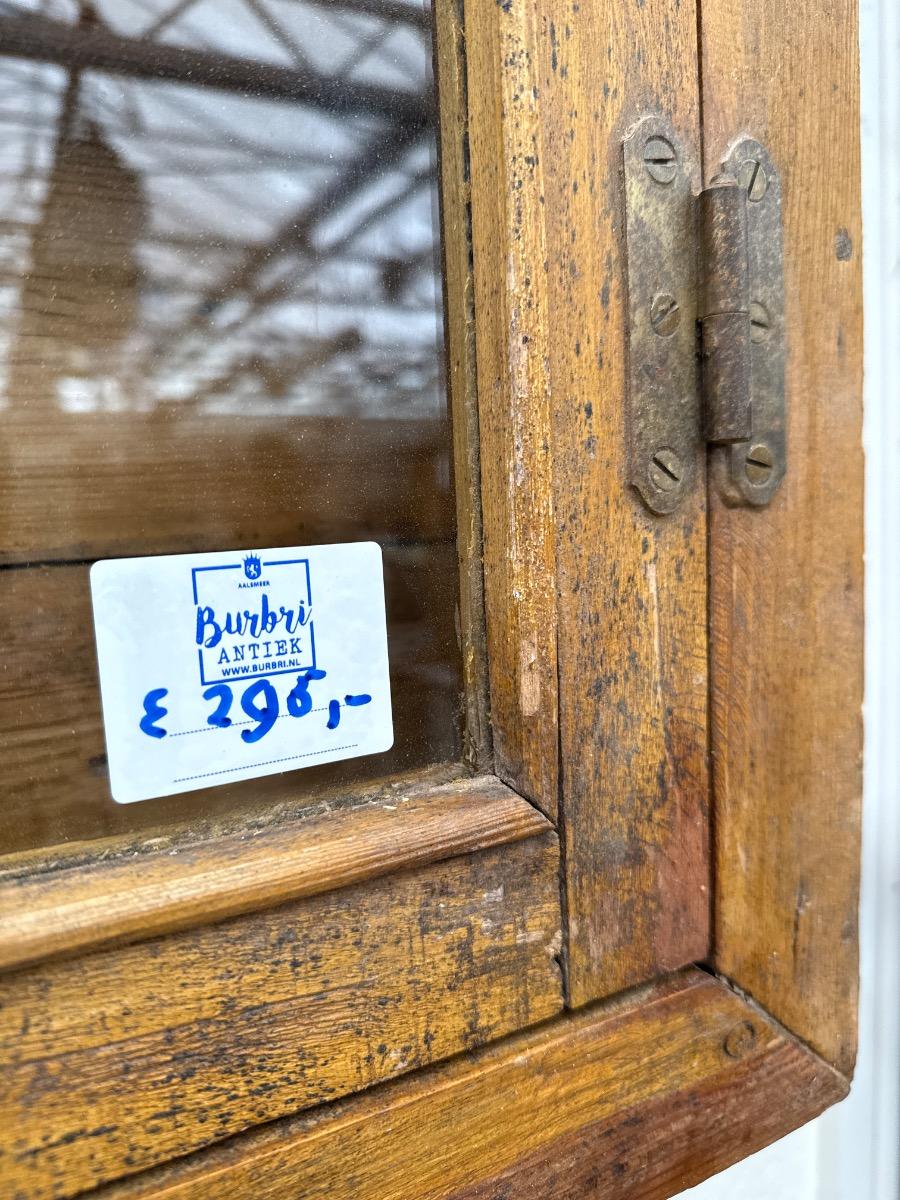 AALSMEER
Burbri
ANTIEK
WWW.BURBRI.NL
€ 295,-